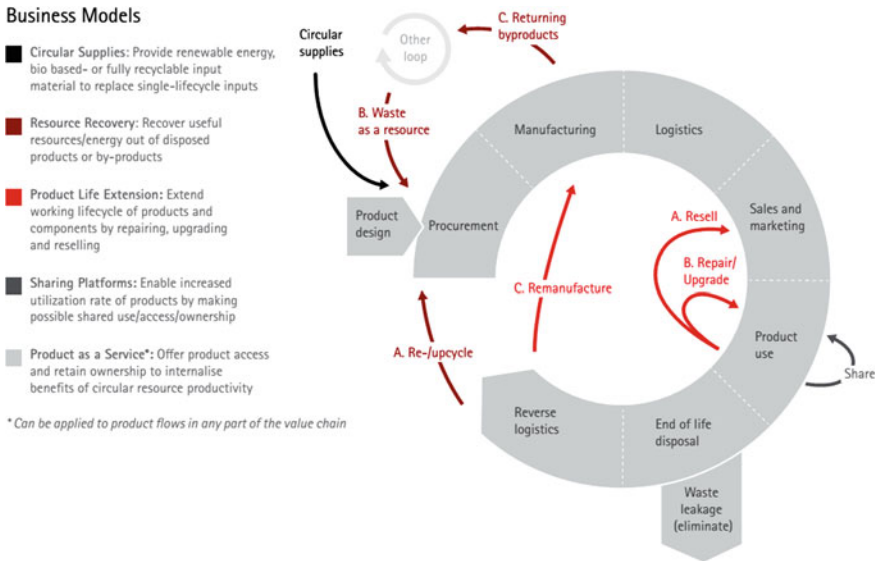 Business Models
Circular Supplies: Provide renewable energy,
bio based- or fully recyclable input
material to replace single-lifecycle inputs
Resource Recovery: Recover useful
resources/energy out of disposed
products or by-products
Product Life Extension: Extend
working lifecycle of products and
components by repairing, upgrading
and reselling
Sharing Platforms: Enable increased
utilization rate of products by making
possible shared use/access/ownership
Product as a Service*: Offer product access
and retain ownership to internalise
benefits of circular resource productivity
* Can be applied to product flows in any part of the value chain
Circular
supplies
Other
loop
C. Returning
byproducts
B. Waste
as a resource
Manufacturing
Logistics
Product
design
Procurement
Sales and
marketing
A. Resell
B. Repair/
Upgrade
C. Remanufacture
A. Re-/upcycle
Product
use
Share
Reverse
logistics
End of life
disposal
Waste
leakage
(eliminate)